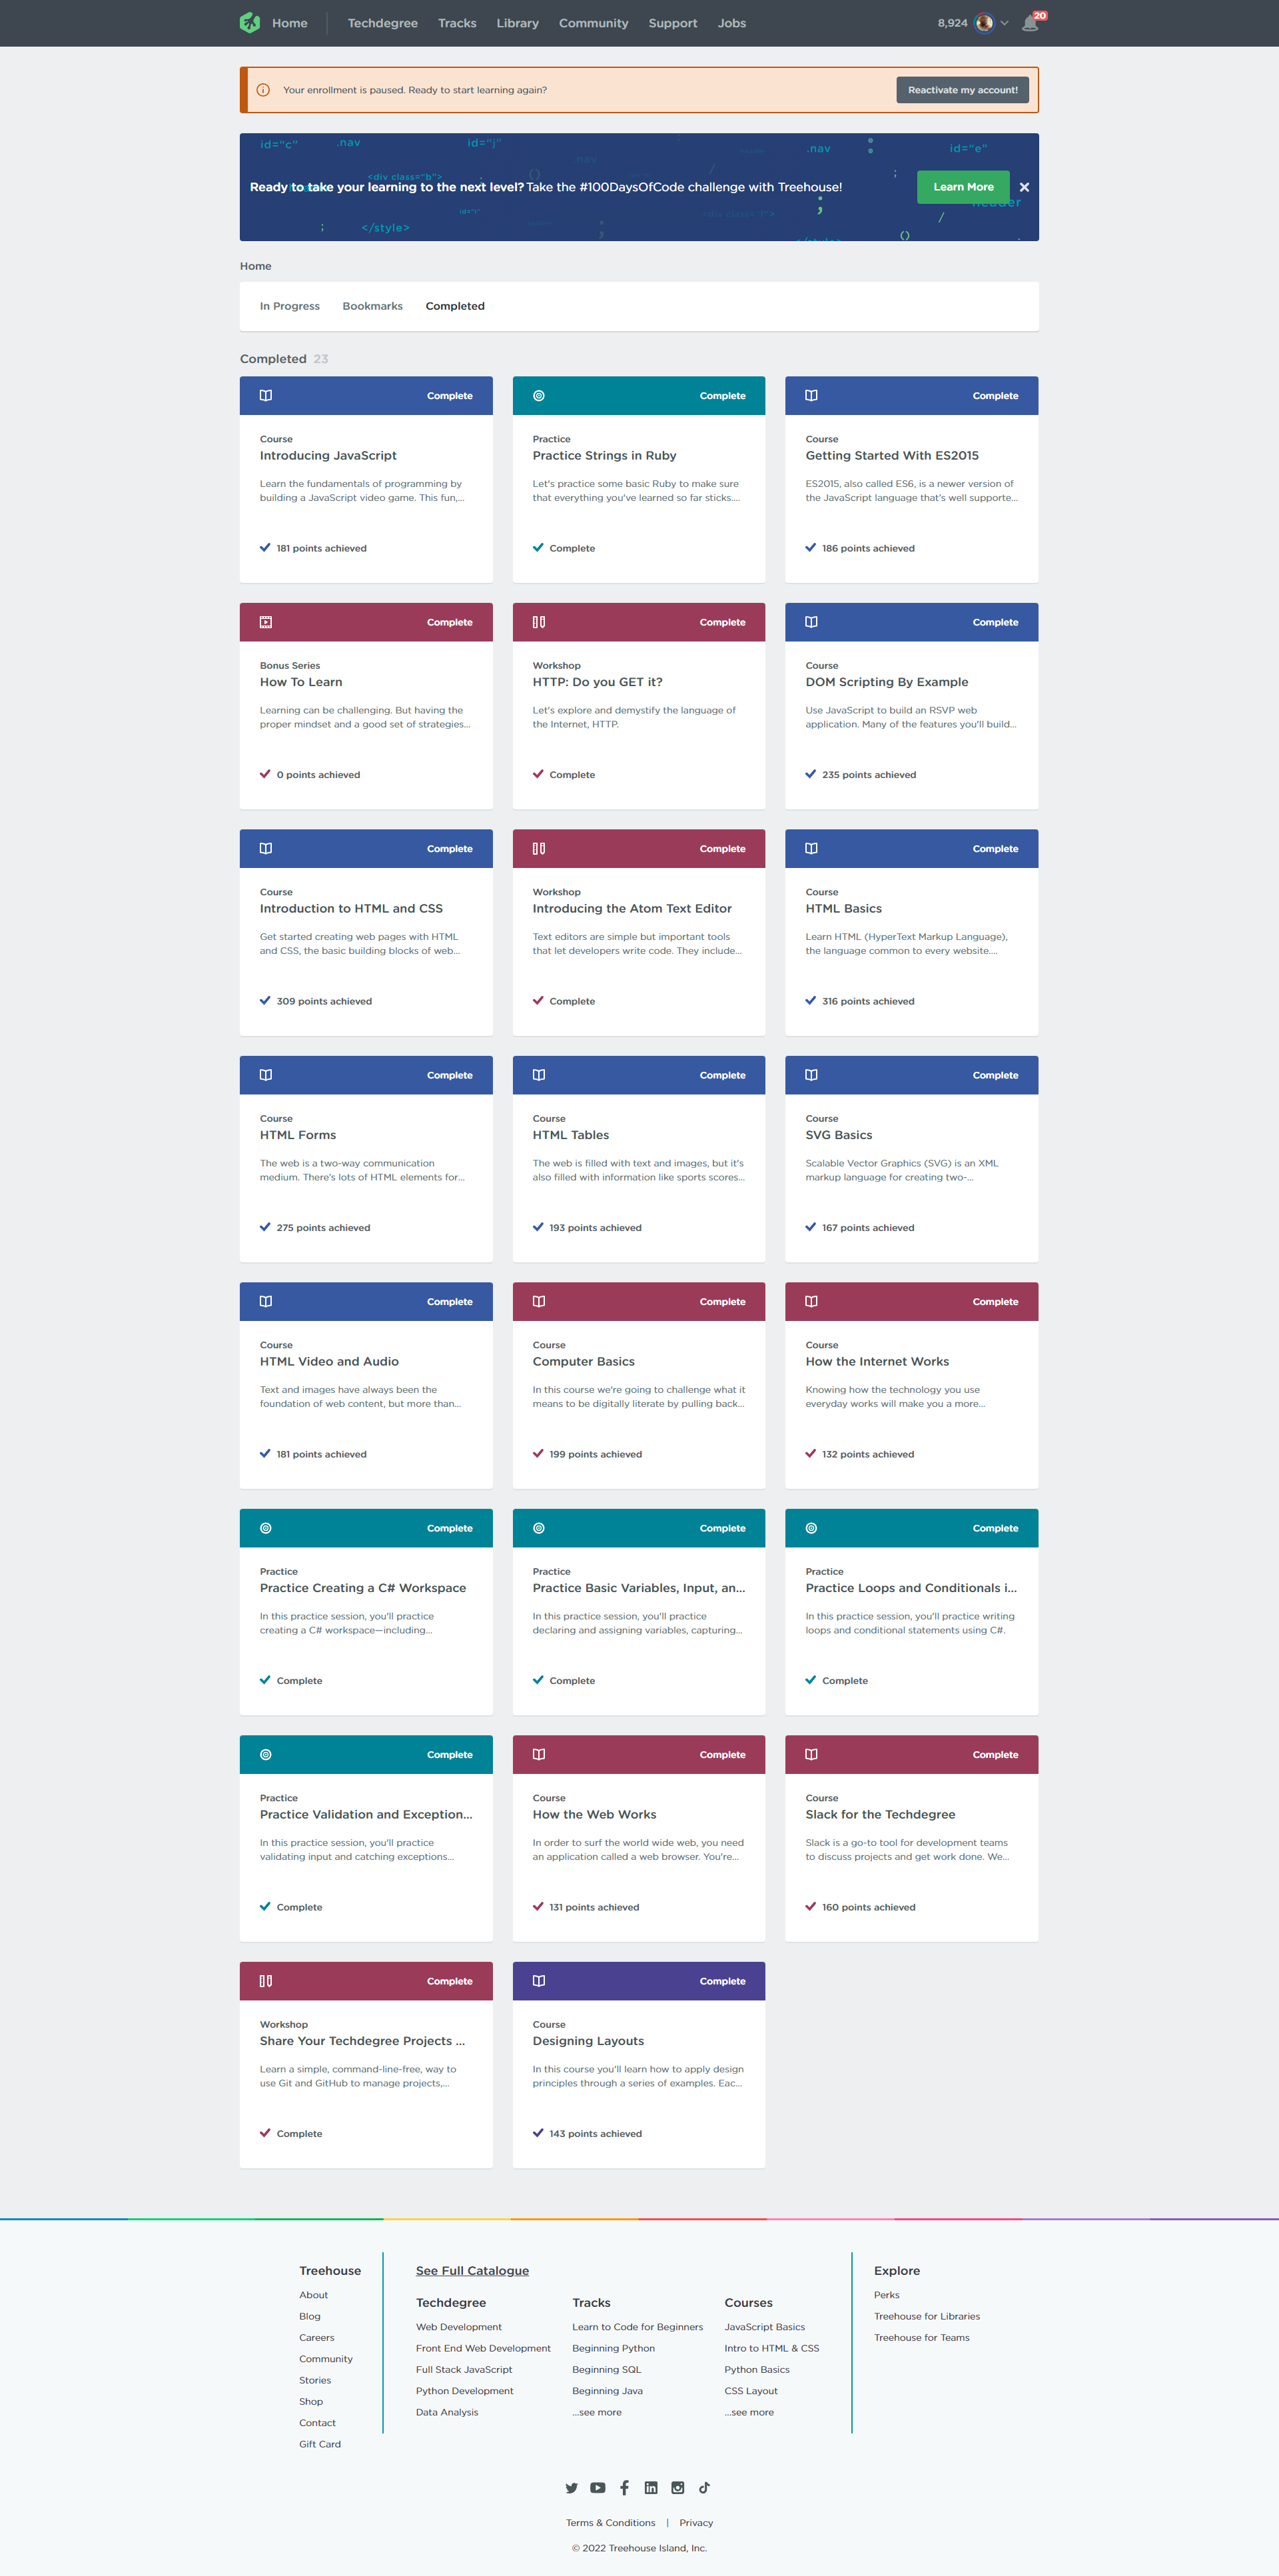 Home
Techdegree
Tracks
Library
Community
Support
Jobs
8,924
20
Your enrollment is paused. Ready to start learning again?
Reactivate my account!
id="c"
.nav
id="j"
.nav
id="e"
<div class="b">
Ready to take your learning to the next level? Take the #100DaysOfCode challenge with Treehouse!
Learn More
</style>
Home
In Progress
Bookmarks
Completed
Completed 23
Complete
Course
Introducing JavaScript
Learn the fundamentals of programming by
building a JavaScript video game. This fun,...
181 points achieved
Complete
Practice
Practice Strings in Ruby
Let's practice some basic Ruby to make sure
that everything you've learned so far sticks....
Complete
Complete
Course
Getting Started With ES2015
ES2015, also called ES6, is a newer version of
the JavaScript language that's well supporte...
186 points achieved
Complete
Bonus Series
How To Learn
Learning can be challenging. But having the
proper mindset and a good set of strategies...
0 points achieved
Complete
Workshop
HTTP: Do you GET it?
Let's explore and demystify the language of
the Internet, HTTP.
Complete
Complete
Course
DOM Scripting By Example
Use JavaScript to build an RSVP web
application. Many of the features you'll build...
235 points achieved
Complete
Course
Introduction to HTML and CSS
Get started creating web pages with HTML
and CSS, the basic building blocks of web...
309 points achieved
Complete
Workshop
Introducing the Atom Text Editor
Text editors are simple but important tools
that let developers write code. They include...
Complete
Complete
Course
HTML Basics
Learn HTML (HyperText Markup Language),
the language common to every website....
316 points achieved
Complete
Course
HTML Forms
The web is a two-way communication
medium. There's lots of HTML elements for...
275 points achieved
Complete
Course
HTML Tables
The web is filled with text and images, but it's
also filled with information like sports scores...
193 points achieved
Complete
Course
SVG Basics
Scalable Vector Graphics (SVG) is an XML
markup language for creating two-...
167 points achieved
Complete
Course
HTML Video and Audio
Text and images have always been the
foundation of web content, but more than...
181 points achieved
Complete
Course
Computer Basics
In this course we're going to challenge what it
means to be digitally literate by pulling back...
199 points achieved
Complete
Course
How the Internet Works
Knowing how the technology you use
everyday works will make you a more...
132 points achieved
Complete
Practice
Practice Creating a C# Workspace
In this practice session, you'll practice
creating a C# workspace—including...
Complete
Complete
Practice
Practice Basic Variables, Input, an...
In this practice session, you'll practice
declaring and assigning variables, capturing...
Complete
Complete
Practice
Practice Loops and Conditionals i...
In this practice session, you'll practice writing
loops and conditional statements using C#.
Complete
Complete
Practice
Practice Validation and Exception...
In this practice session, you'll practice
validating input and catching exceptions...
Complete
Complete
Course
How the Web Works
In order to surf the world wide web, you need
an application called a web browser. You're...
131 points achieved
Complete
Course
Slack for the Techdegree
Slack is a go-to tool for development teams
to discuss projects and get work done. We...
160 points achieved
Complete
Workshop
Share Your Techdegree Projects ...
Learn a simple, command-line-free, way to
use Git and GitHub to manage projects,...
Complete
Complete
Course
Designing Layouts
In this course you'll learn how to apply design
principles through a series of examples. Eac...
143 points achieved
Treehouse
About
Blog
Careers
Community
Stories
Shop
Contact
Gift Card
See Full Catalogue
Techdegree
Web Development
Front End Web Development
Full Stack JavaScript
Python Development
Data Analysis
Tracks
Learn to Code for Beginners
Beginning Python
Beginning SQL
Beginning Java
...see more
Courses
JavaScript Basics
Intro to HTML & CSS
Python Basics
CSS Layout
...see more
Explore
Perks
Treehouse for Libraries
Treehouse for Teams
Terms & Conditions | Privacy
© 2022 Treehouse Island, Inc.